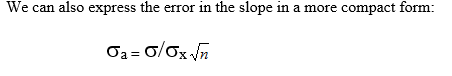 We can also express the error in the slope in a more compact form:
σa = σ/σx √n